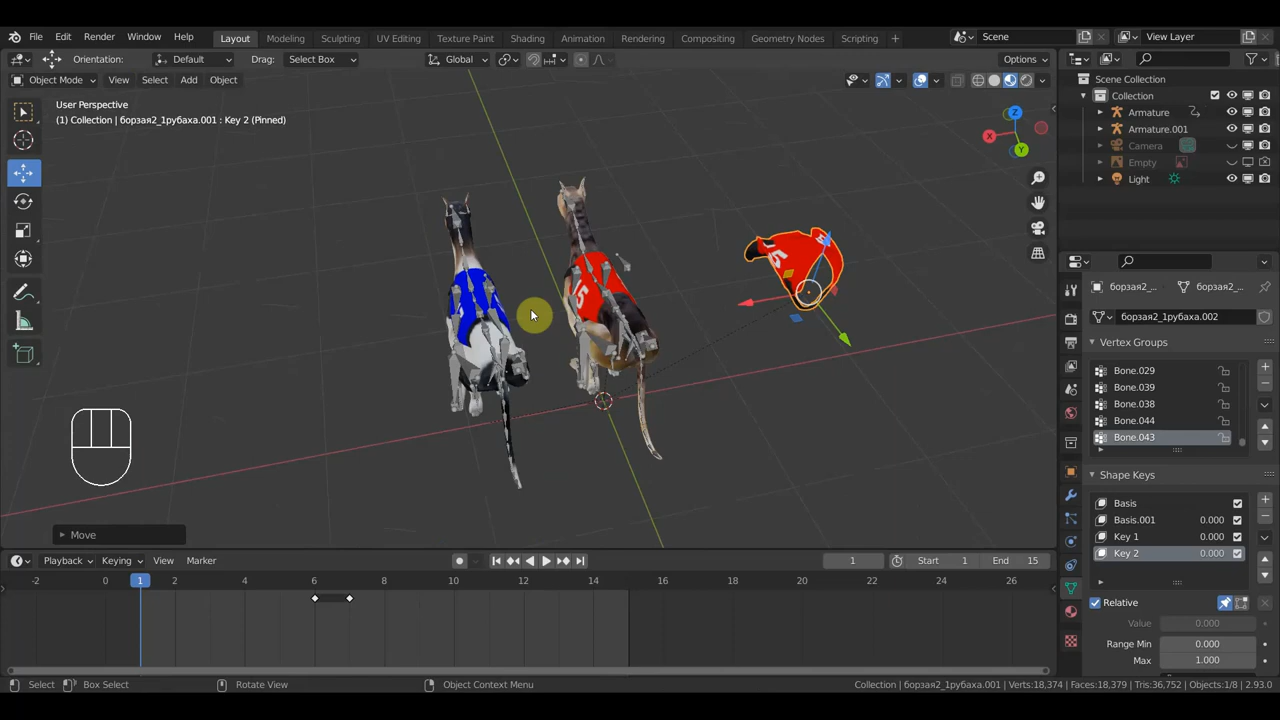 File Edit Render Window Help Layout Modeling Sculpting UV Editing Texture Paint Shading Animation Rendering Compositing Geometry Nodes Scripting + Scene View Layer
Orientation: Default Drag: Select Box Global Options
Object Mode View Select Add Object
User Perspective
(1) Collection | борзая2_1рубаха.001 : Key 2 (Pinned)
X
Y
Z
15
15
Move
Scene Collection
Collection
Armature
Armature.001
Camera
Empty
Light
борзая2_1рубаха... борзая2_...
борзая2_1рубаха.002
Vertex Groups
Bone.029
Bone.039
Bone.038
Bone.044
Bone.043
Shape Keys
Basis
Basis.001 0.000
Key 1 0.000
Key 2 0.000
Relative
Value 0.000
Range Min 0.000
Max 1.000
Playback Keying View Marker 1 Start 1 End 15
-2 0 1 2 4 6 8 10 12 14 16 18 20 22 24 26
Select Box Select Rotate View Object Context Menu Collection | борзая2_1рубаха.001 | Verts:18,374 | Faces:18,379 | Tris:36,752 | Objects:1/8 | 2.93.0